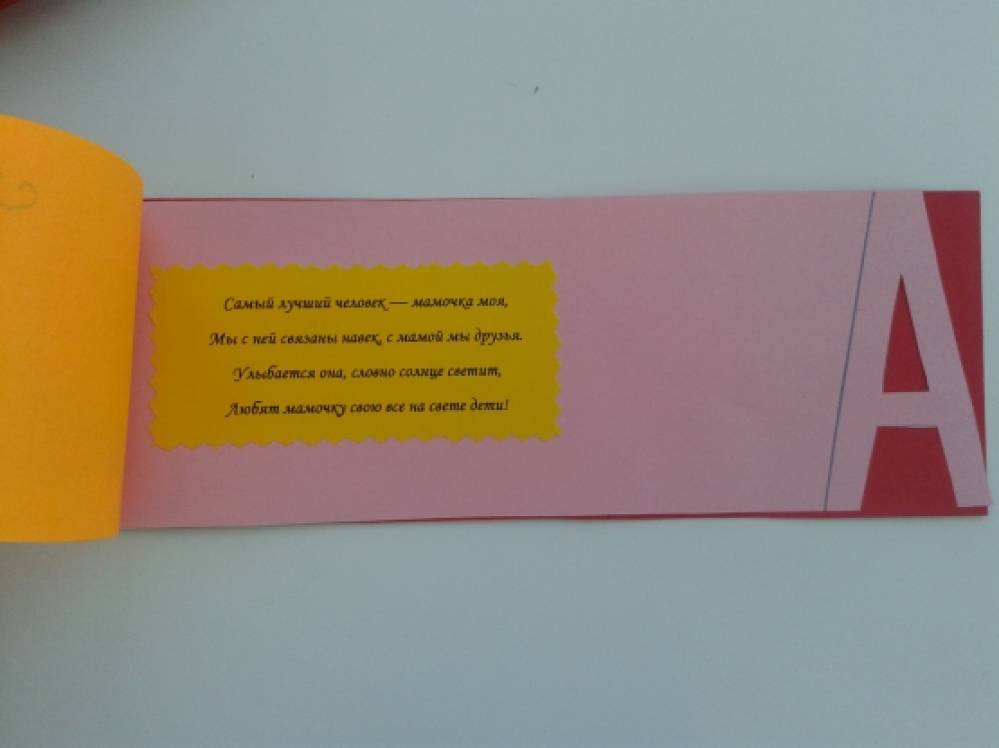 Самый лучший человек — мамочка моя,
Мы с ней связаны навек, с мамой мы друзья.
Улыбается она, словно солнце светит,
Любят мамочку свою все на свете дети!
А